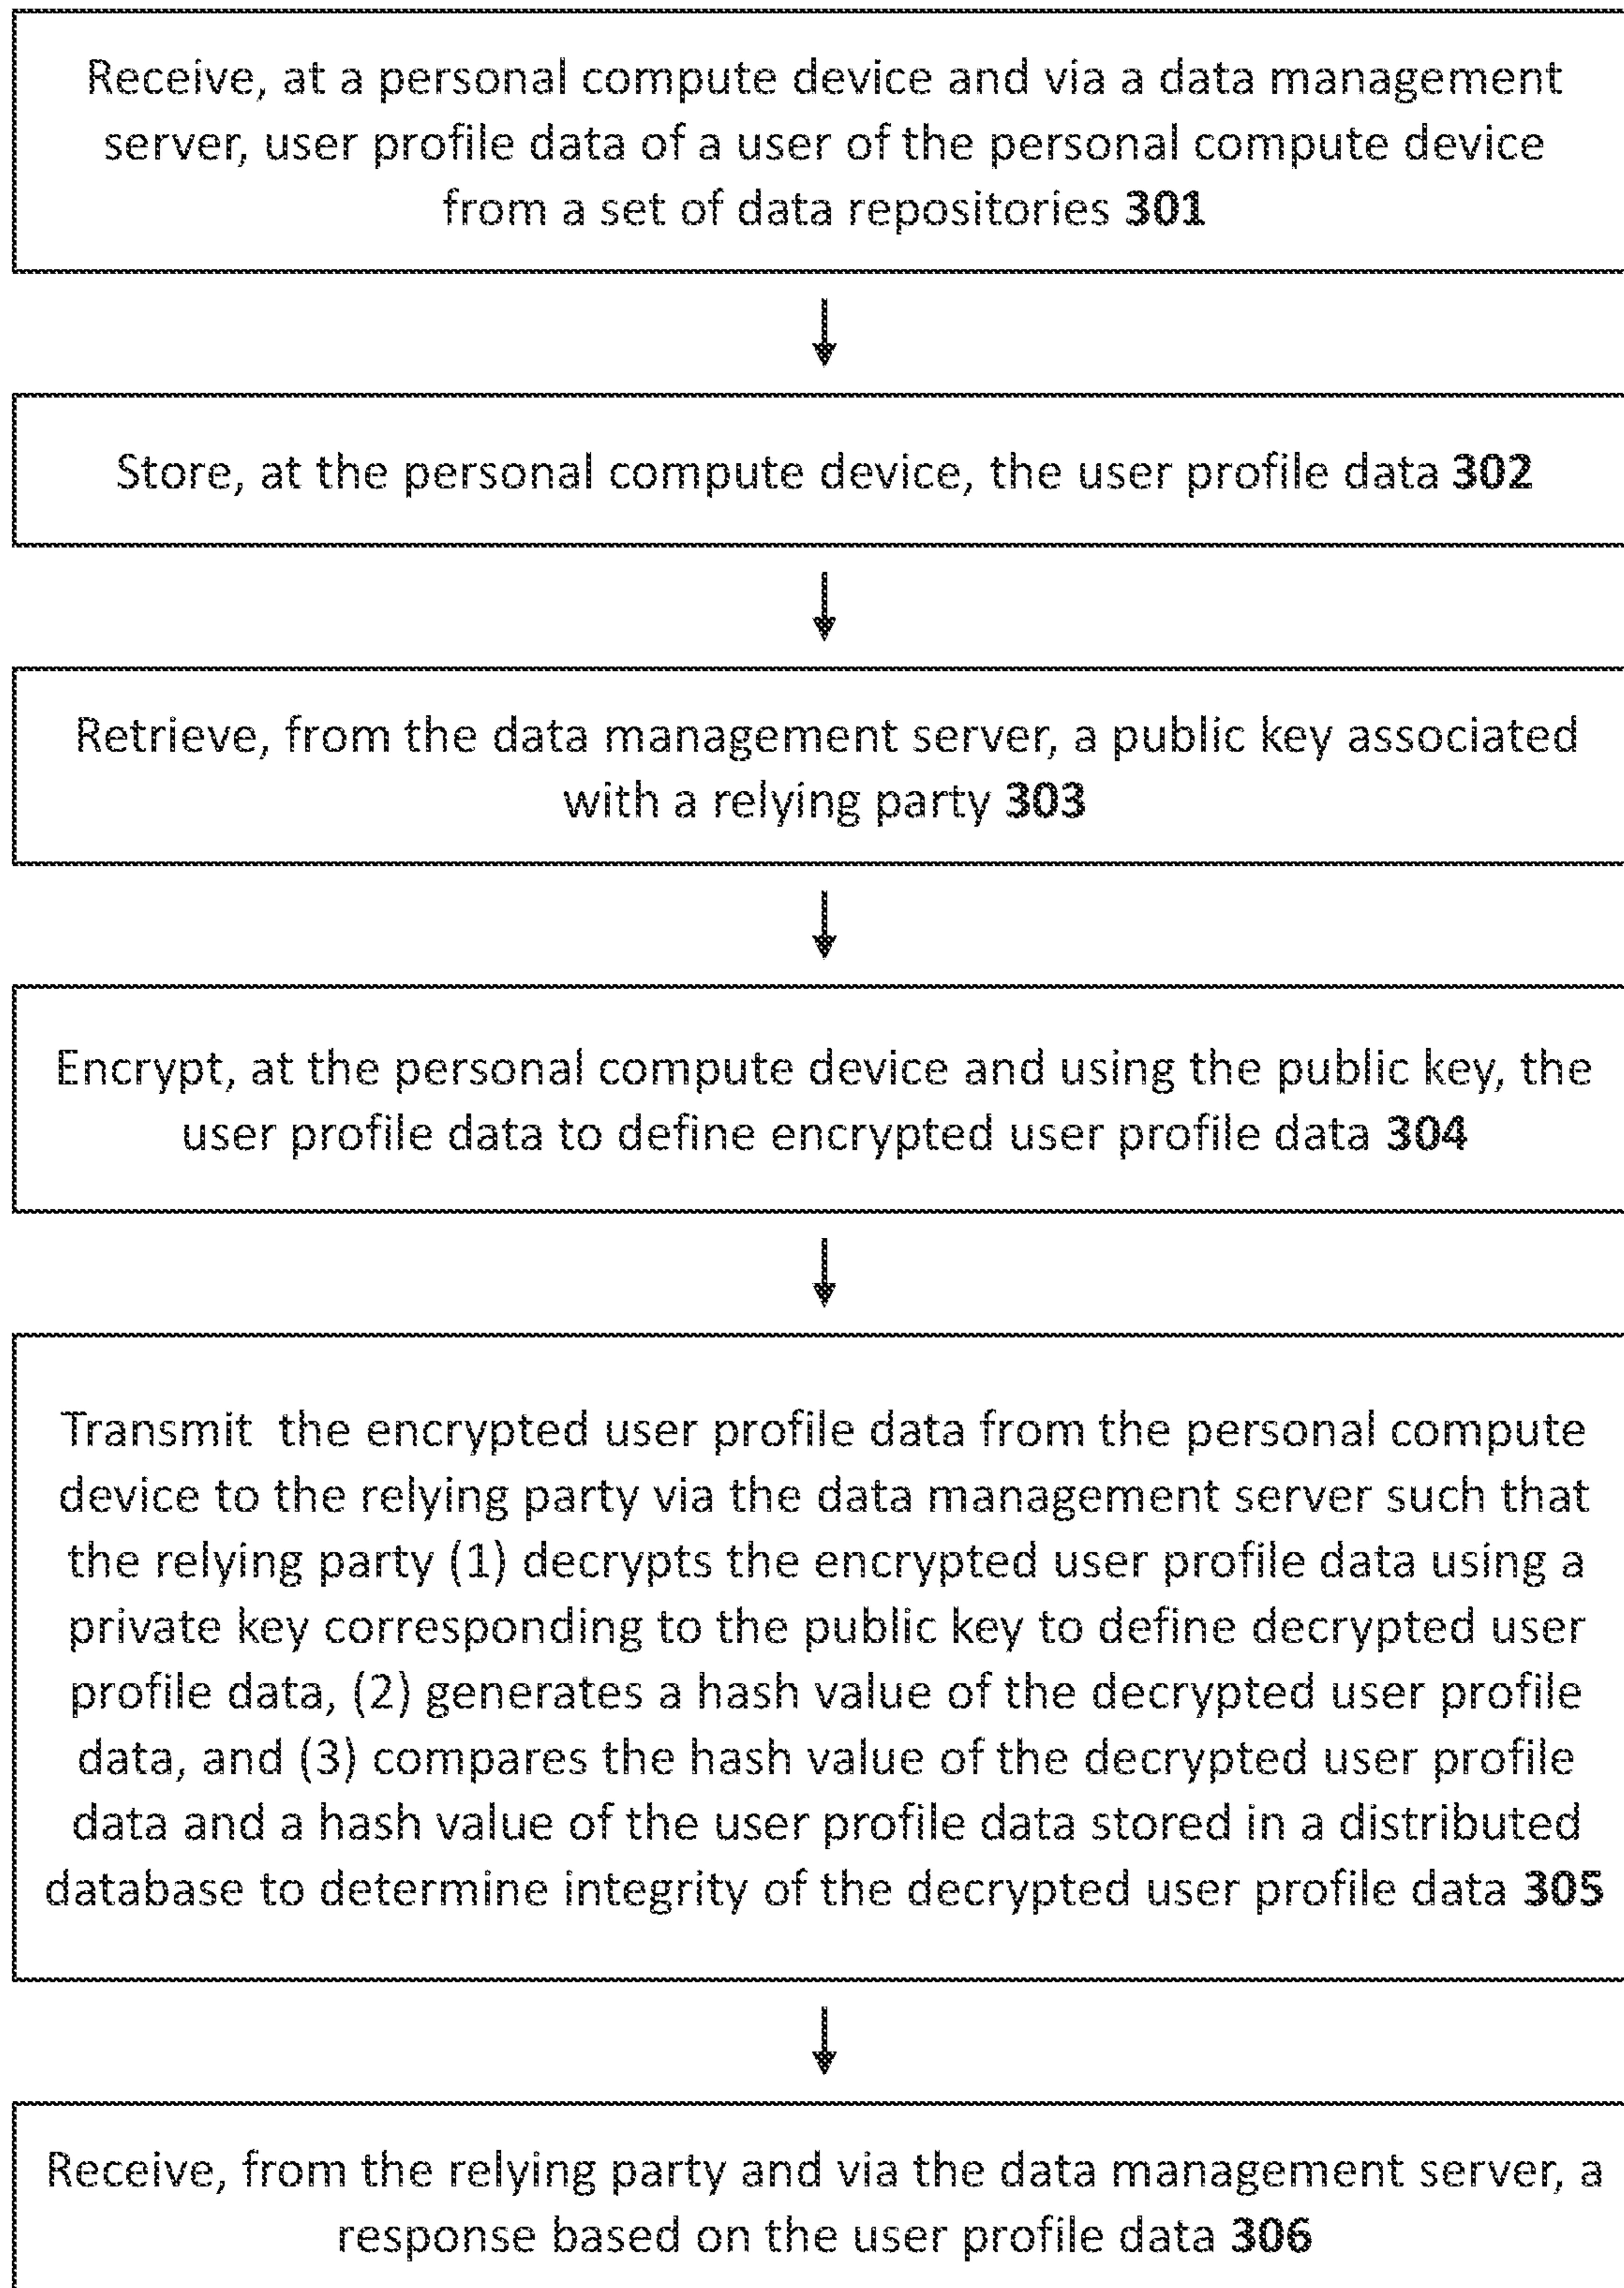 Receive, at a personal compute device and via a data management
server, user profile data of a user of the personal compute device
from a set of data repositories 301
Store, at the personal compute device, the user profile data 302
Retrieve, from the data management server, a public key associated
with a relying party 303
Encrypt, at the personal compute device and using the public key, the
user profile data to define encrypted user profile data 304
Transmit the encrypted user profile data from the personal compute
device to the relying party via the data management server such that
the relying party (1) decrypts the encrypted user profile data using a
private key corresponding to the public key to define decrypted user
profile data, (2) generates a hash value of the decrypted user profile
data, and (3) compares the hash value of the decrypted user profile
data and a hash value of the user profile data stored in a distributed
database to determine integrity of the decrypted user profile data 305
Receive, from the relying party and via the data management server, a
response based on the user profile data 306